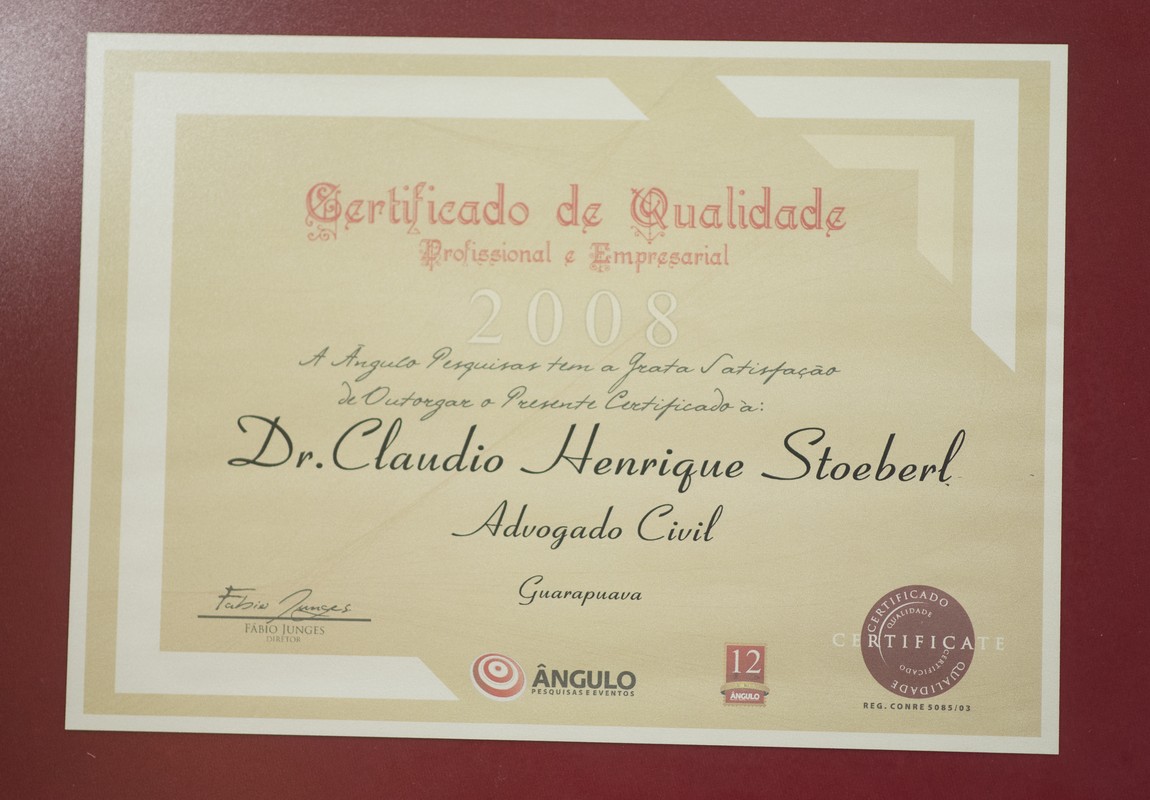 Certificado de Qualidade
Profissional e Empresarial
2008
A Ângulo Pesquisas tem a Grata Satisfação
de Outorgar o Presente Certificado à:
Dr. Claudio Henrique Stoeberl
Advogado Civil
Guarapuava
Fabio Junges
FÁBIO JUNGES
DIRETOR
ÂNGULO
PESQUISAS E EVENTOS
12
ÂNGULO
CERTIFICADO
QUALIDADE
CERTIFICATE
CERTIFICADO
QUALIDADE
REG. CONRE 5085/03